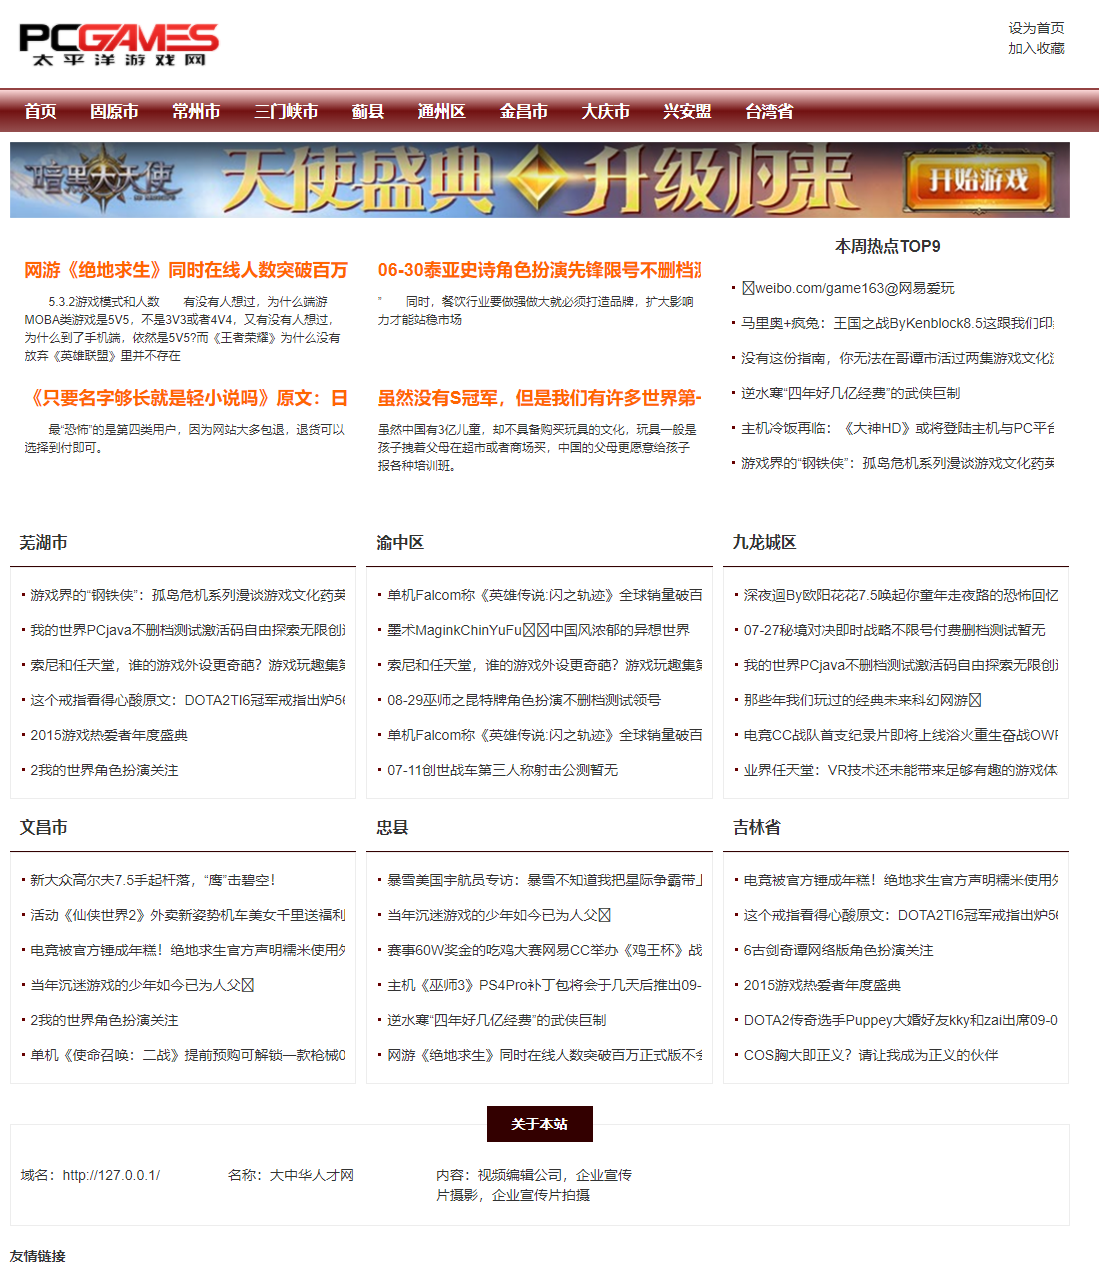 PCGAMES
太平洋游戏网
设为首页
加入收藏
首页 固原市 常州市 三门峡市 蓟县 通州区 金昌市 大庆市 兴安盟 台湾省
暗黑大天使 天使盛典 升级归来 开始游戏
网游《绝地求生》同时在线人数突破百万
5.3.2游戏模式和人数 有没有人想过，为什么端游
MOBA类游戏是5V5，不是3V3或者4V4，又有没有人想过，
为什么到了手机端，依然是5V5?而《王者荣耀》为什么没有
放弃《英雄联盟》里并不存在
06-30泰亚史诗角色扮演先锋限号不删档测
” 同时，餐饮行业要做强做大就必须打造品牌，扩大影响
力才能站稳市场
《只要名字够长就是轻小说吗》原文：日
最“恐怖”的是第四类用户，因为网站大多包退，退货可以
选择到付即可。
虽然没有S冠军，但是我们有许多世界第一
虽然中国有3亿儿童，却不具备购买玩具的文化，玩具一般是
孩子拽着父母在超市或者商场买，中国的父母更愿意给孩子
报各种培训班。
本周热点TOP9
weibo.com/game163@网易爱玩
马里奥+疯兔：王国之战ByKenblock8.5这跟我们印
没有这份指南，你无法在哥谭市活过两集游戏文化
逆水寒“四年好几亿经费”的武侠巨制
主机冷饭再临：《大神HD》或将登陆主机与PC平台
游戏界的“钢铁侠”：孤岛危机系列漫谈游戏文化药英
芜湖市
游戏界的“钢铁侠”：孤岛危机系列漫谈游戏文化药英
我的世界PCjava不删档测试激活码自由探索无限创造
索尼和任天堂，谁的游戏外设更奇葩？游戏玩趣集第
这个戒指看得心酸原文：DOTA2TI6冠军戒指出炉56
2015游戏热爱者年度盛典
2我的世界角色扮演关注
渝中区
单机Falcom称《英雄传说:闪之轨迹》全球销量破百
墨术MaginkChinYuFu中国风浓郁的异想世界
索尼和任天堂，谁的游戏外设更奇葩？游戏玩趣集第
08-29巫师之昆特牌角色扮演不删档测试领号
单机Falcom称《英雄传说:闪之轨迹》全球销量破百
07-11创世战车第三人称射击公测暂无
九龙城区
深夜迴By欧阳花花7.5唤起你童年走夜路的恐怖回忆
07-27秘境对决即时战略不限号付费删档测试暂无
我的世界PCjava不删档测试激活码自由探索无限创造
那些年我们玩过的经典未来科幻网游
电竞CC战队首支纪录片即将上线浴火重生奋战OWP
业界任天堂：VR技术还未能带来足够有趣的游戏体
文昌市
新大众高尔夫7.5手起杆落，“鹰”击碧空！
活动《仙侠世界2》外卖新姿势机车美女千里送福利
电竞被官方锤成年糕！绝地求生官方声明糯米使用外
当年沉迷游戏的少年如今已为人父
2我的世界角色扮演关注
单机《使命召唤：二战》提前预购可解锁一款枪械0
忠县
暴雪美国宇航员专访：暴雪不知道我把星际争霸带上
当年沉迷游戏的少年如今已为人父
赛事60W奖金的吃鸡大赛网易CC举办《鸡王杯》战
主机《巫师3》PS4Pro补丁包将会于几天后推出09-
逆水寒“四年好几亿经费”的武侠巨制
网游《绝地求生》同时在线人数突破百万正式版不会
吉林省
电竞被官方锤成年糕！绝地求生官方声明糯米使用外
这个戒指看得心酸原文：DOTA2TI6冠军戒指出炉56
6古剑奇谭网络版角色扮演关注
2015游戏热爱者年度盛典
DOTA2传奇选手Puppey大婚好友kky和zai出席09-0
COS胸大即正义？请让我成为正义的伙伴
关于本站
域名：http://127.0.0.1/
名称：大中华人才网
内容：视频编辑公司，企业宣传
片摄影，企业宣传片拍摄
友情链接